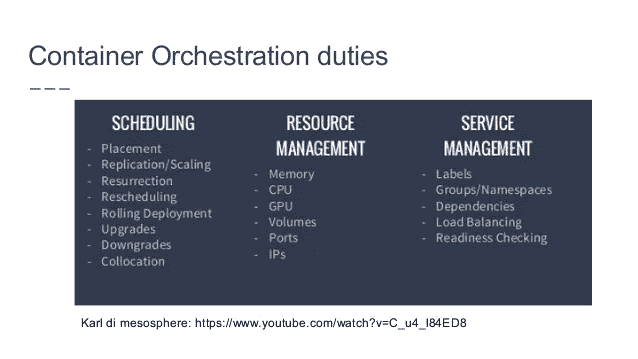 Container Orchestration duties
SCHEDULING
- Placement
- Replication/Scaling
- Resurrection
- Rescheduling
- Rolling Deployment
- Upgrades
- Downgrades
- Collocation
RESOURCE
MANAGEMENT
- Memory
- CPU
- GPU
- Volumes
- Ports
- IPs
SERVICE
MANAGEMENT
- Labels
- Groups/Namespaces
- Dependencies
- Load Balancing
- Readiness Checking
Karl di mesosphere: https://www.youtube.com/watch?v=C_u4_I84ED8